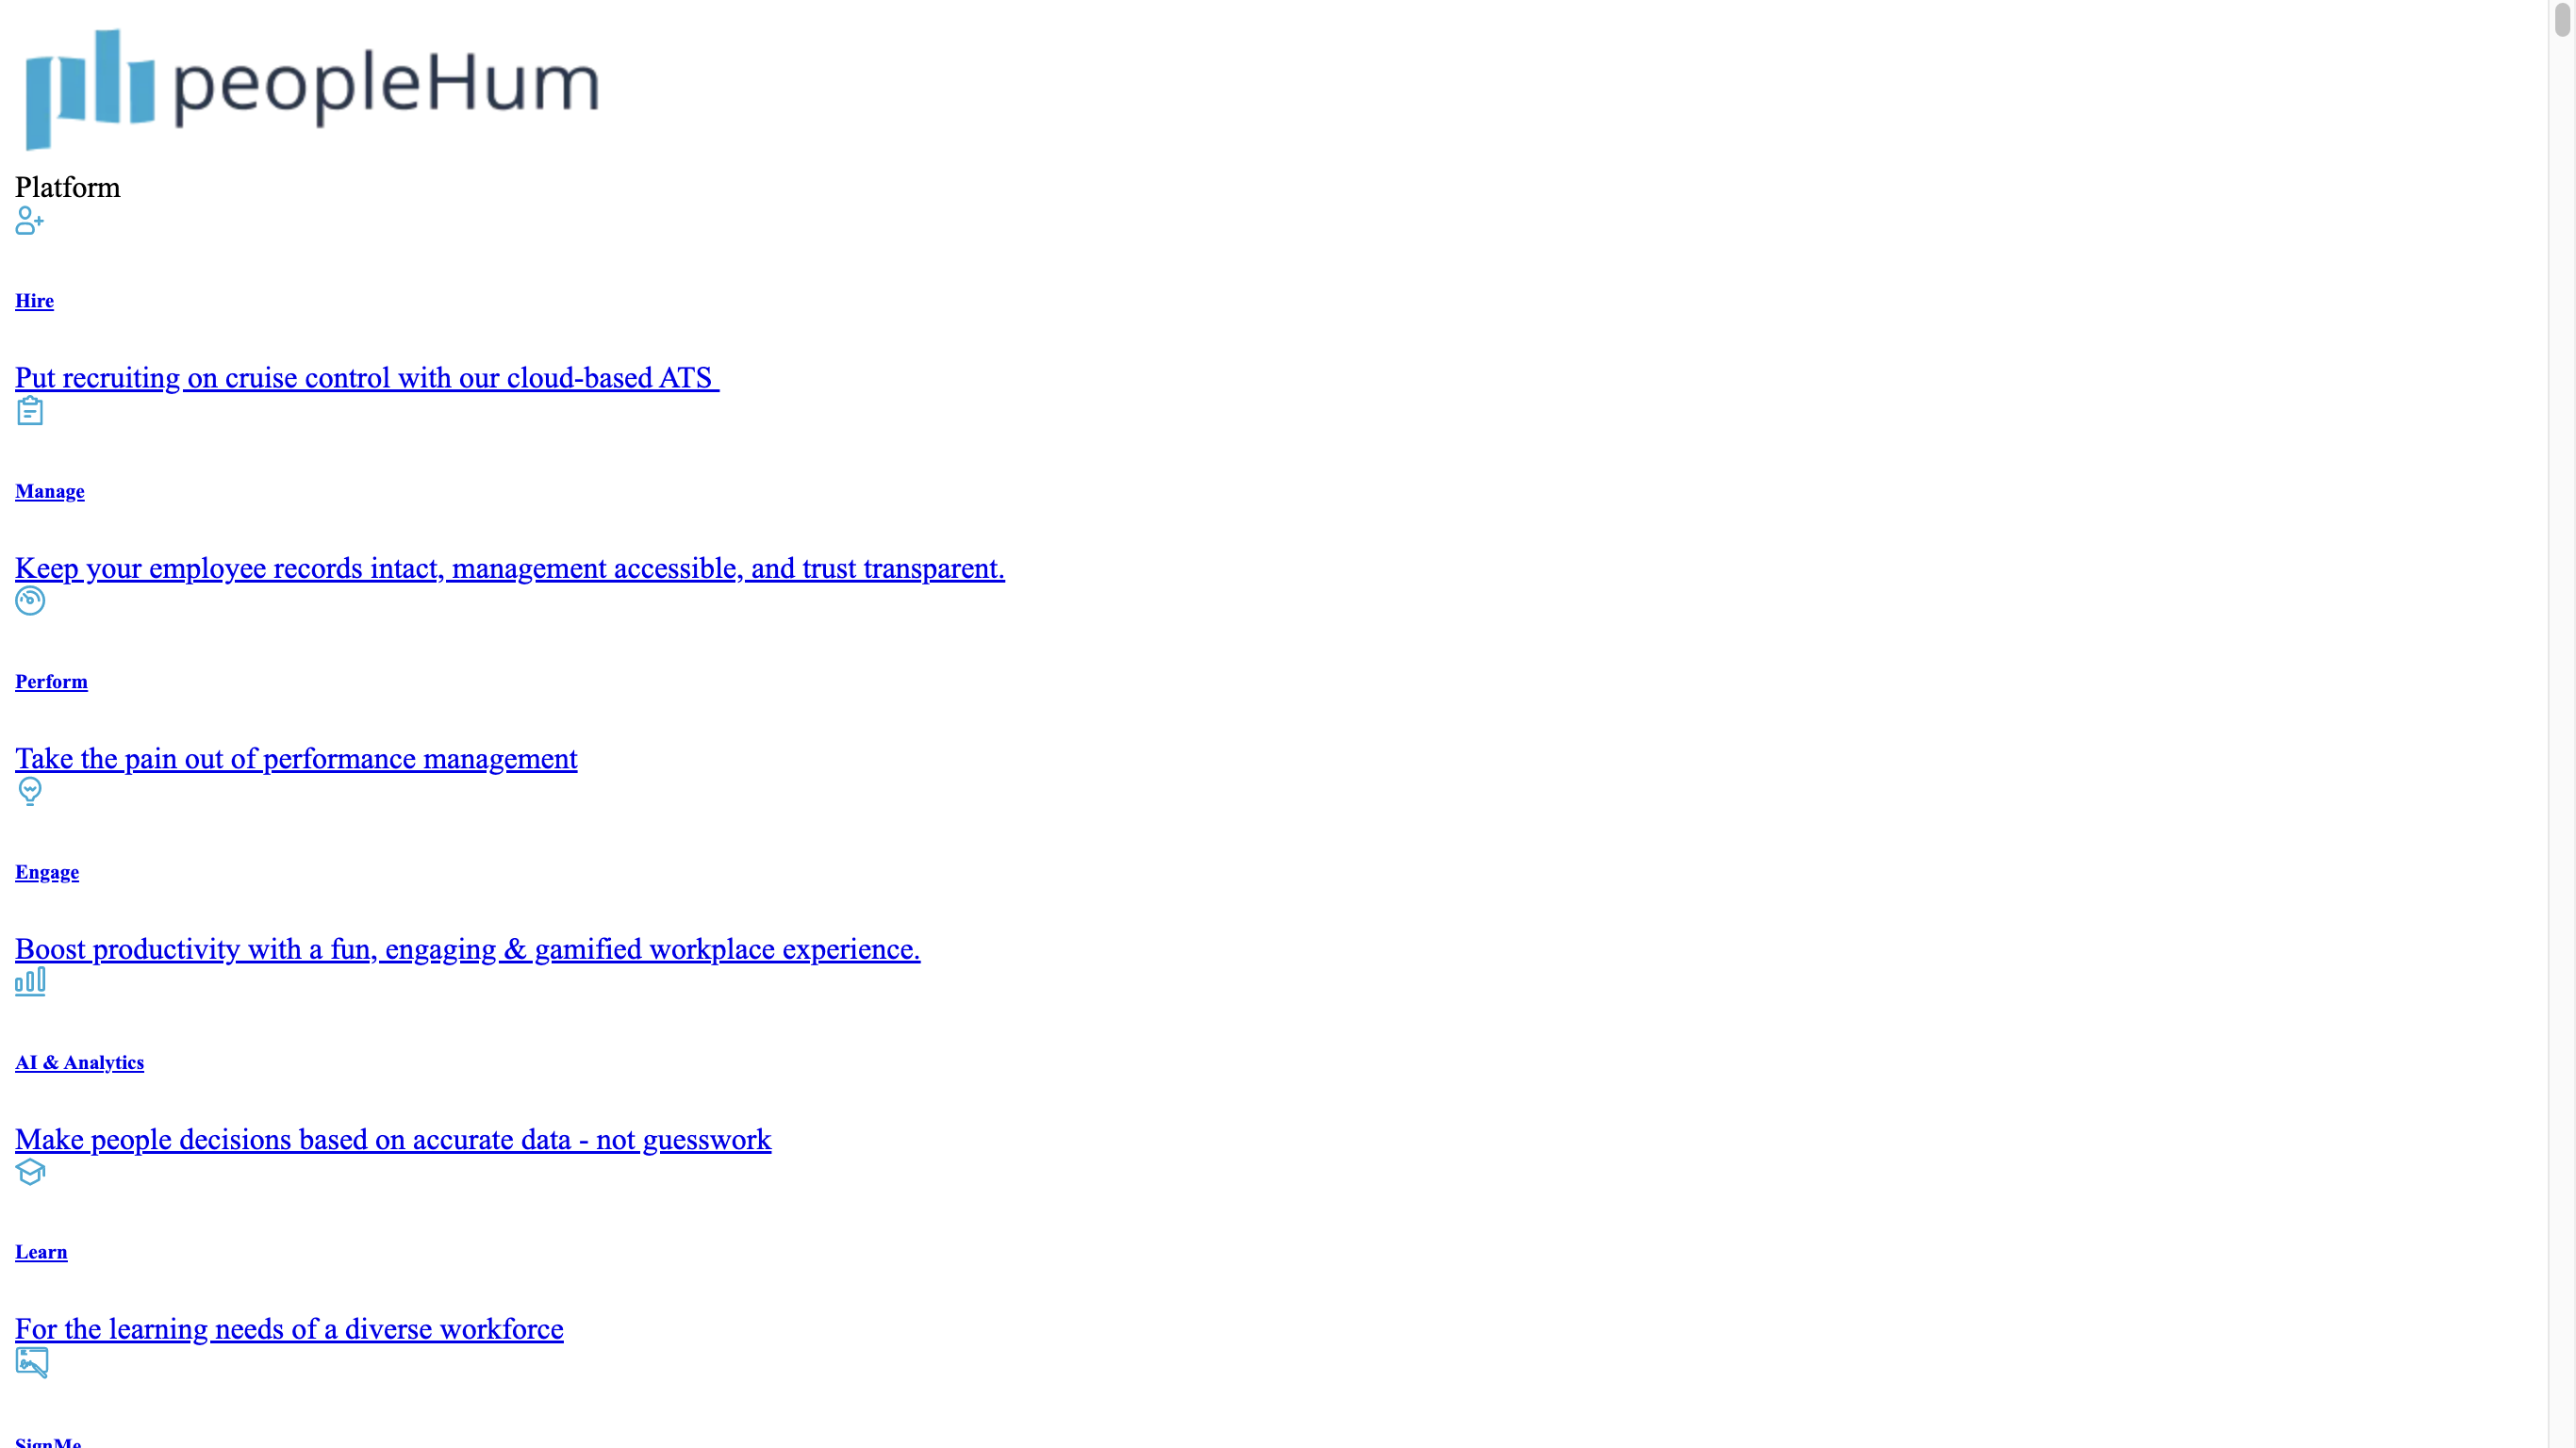 peopleHum
Platform
Hire
Put recruiting on cruise control with our cloud-based ATS
Manage
Keep your employee records intact, management accessible, and trust transparent.
Perform
Take the pain out of performance management
Engage
Boost productivity with a fun, engaging & gamified workplace experience.
AI & Analytics
Make people decisions based on accurate data - not guesswork
Learn
For the learning needs of a diverse workforce
SignMe